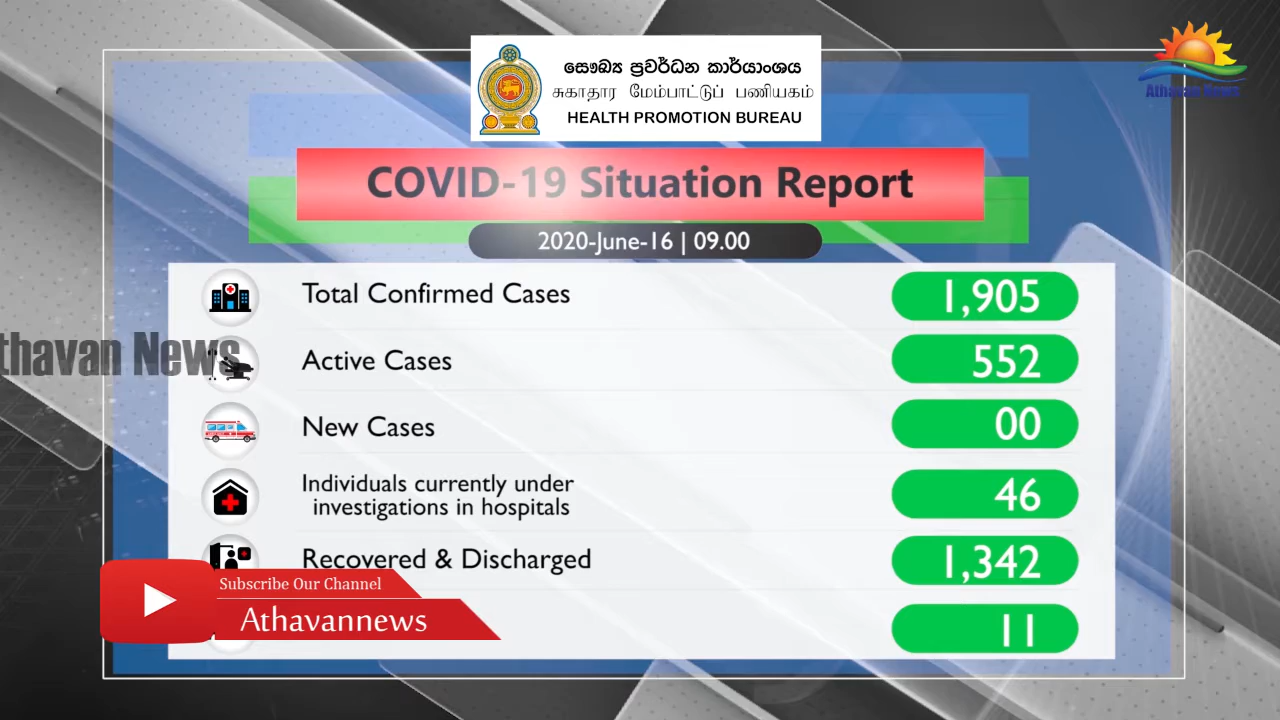 සෞඛ්‍ය ප්‍රවර්ධන කාර්යාංශය
சுகாதார மேம்பாட்டுப் பணியகம்
HEALTH PROMOTION BUREAU
Athavan News
COVID-19 Situation Report
2020-June-16 | 09.00
Total Confirmed Cases 1,905
thavan News
Active Cases 552
New Cases 00
Individuals currently under
investigations in hospitals 46
Recovered & Discharged 1,342
Subscribe Our Channel
Athavannews
11